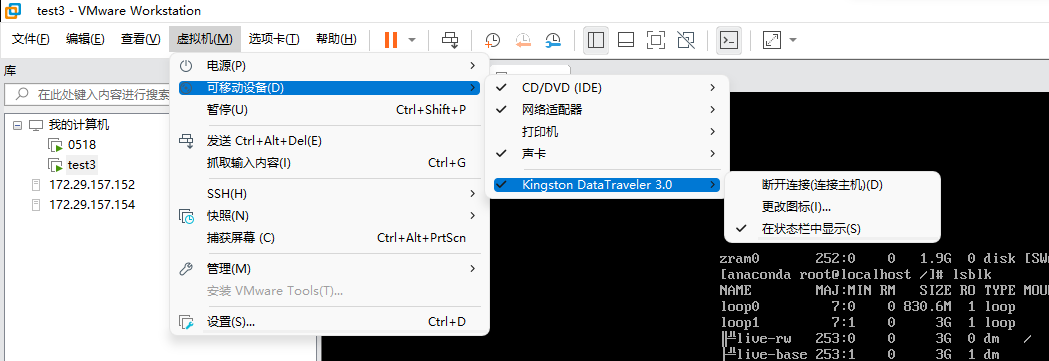 test3 - VMware Workstation
文件(F) 编辑(E) 查看(V) 虚拟机(M) 选项卡(T) 帮助(H)
库
在此处键入内容进行搜索
我的计算机
0518
test3
172.29.157.152
172.29.157.154
电源(P)
可移动设备(D)
暂停(U) Ctrl+Shift+P
发送 Ctrl+Alt+Del(E)
抓取输入内容(I) Ctrl+G
SSH(H)
快照(N)
捕获屏幕 (C) Ctrl+Alt+PrtScn
管理(M)
安装 VMware Tools(T)...
设置(S)... Ctrl+D
CD/DVD (IDE)
网络适配器
打印机
声卡
Kingston DataTraveler 3.0
断开连接(连接主机)(D)
更改图标(I)...
在状态栏中显示(S)
zram0 252:0 0 1.9G 0 disk [SW
[anaconda root@localhost /]# lsblk
NAME MAJ:MIN RM SIZE RO TYPE MOU
loop0 7:0 0 830.6M 1 loop
loop1 7:1 0 3G 1 loop
live-rw 253:0 0 3G 0 dm /
live-base 253:1 0 3G 1 dm